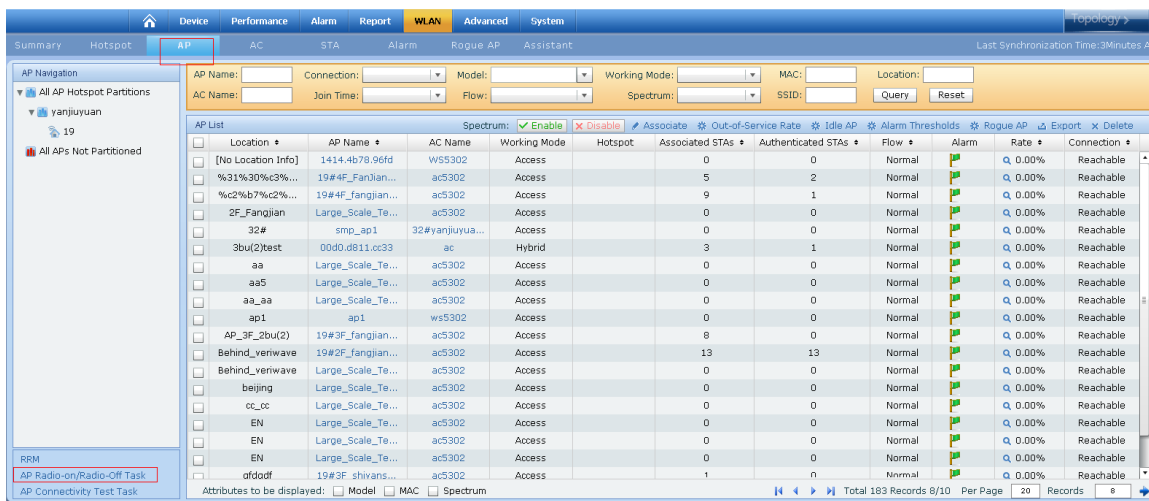 Device Performance Alarm Report WLAN Advanced System Topology >
Summary Hotspot AP AC STA Alarm Rogue AP Assistant Last Synchronization Time:3Minutes A
AP Navigation
All AP Hotspot Partitions
yanjiuyuan
19
All APs Not Partitioned
RRM
AP Radio-on/Radio-Off Task
AP Connectivity Test Task
AP Name: Connection: Model: Working Mode: MAC: Location:
AC Name: Join Time: Flow: Spectrum: SSID: Query Reset
AP List Spectrum: Enable Disable Associate Out-of-Service Rate Idle AP Alarm Thresholds Rogue AP Export Delete
Location AP Name AC Name Working Mode Hotspot Associated STAs Authenticated STAs Flow Alarm Rate Connection
[No Location Info] 1414.4b78.96fd WS5302 Access 0 0 Normal 0.00% Reachable
%31%30%c3%... 19#4F_FanJian... ac5302 Access 5 2 Normal 0.00% Reachable
%c2%b7%c2%... 19#4F_fangjian... ac5302 Access 9 1 Normal 0.00% Reachable
2F_Fangjian Large_Scale_Te... ac5302 Access 0 0 Normal 0.00% Reachable
32# smp_ap1 32#yanjiuyua... Access 0 0 Normal 0.00% Reachable
3bu(2)test 00d0.d811.cc33 ac Hybrid 3 1 Normal 0.00% Reachable
aa Large_Scale_Te... ac5302 Access 0 0 Normal 0.00% Reachable
aa5 Large_Scale_Te... ac5302 Access 0 0 Normal 0.00% Reachable
aa_aa Large_Scale_Te... ac5302 Access 0 0 Normal 0.00% Reachable
ap1 ap1 ws5302 Access 0 0 Normal 0.00% Reachable
AP_3F_2bu(2) 19#3F_fangjian... ac5302 Access 8 0 Normal 0.00% Reachable
Behind_veriwave 19#2F_fangjian... ac5302 Access 13 13 Normal 0.00% Reachable
Behind_veriwave Large_Scale_Te... ac5302 Access 0 0 Normal 0.00% Reachable
beijing Large_Scale_Te... ac5302 Access 0 0 Normal 0.00% Reachable
cc_cc Large_Scale_Te... ac5302 Access 0 0 Normal 0.00% Reachable
EN Large_Scale_Te... ac5302 Access 0 0 Normal 0.00% Reachable
EN Large_Scale_Te... ac5302 Access 0 0 Normal 0.00% Reachable
EN Large_Scale_Te... ac5302 Access 0 0 Normal 0.00% Reachable
gfdgdf 19#3F_shiyans... ac5302 Access 1 0 Normal 0.00% Reachable
Attributes to be displayed: Model MAC Spectrum Total 183 Records 8/10 Per Page 20 Records 8